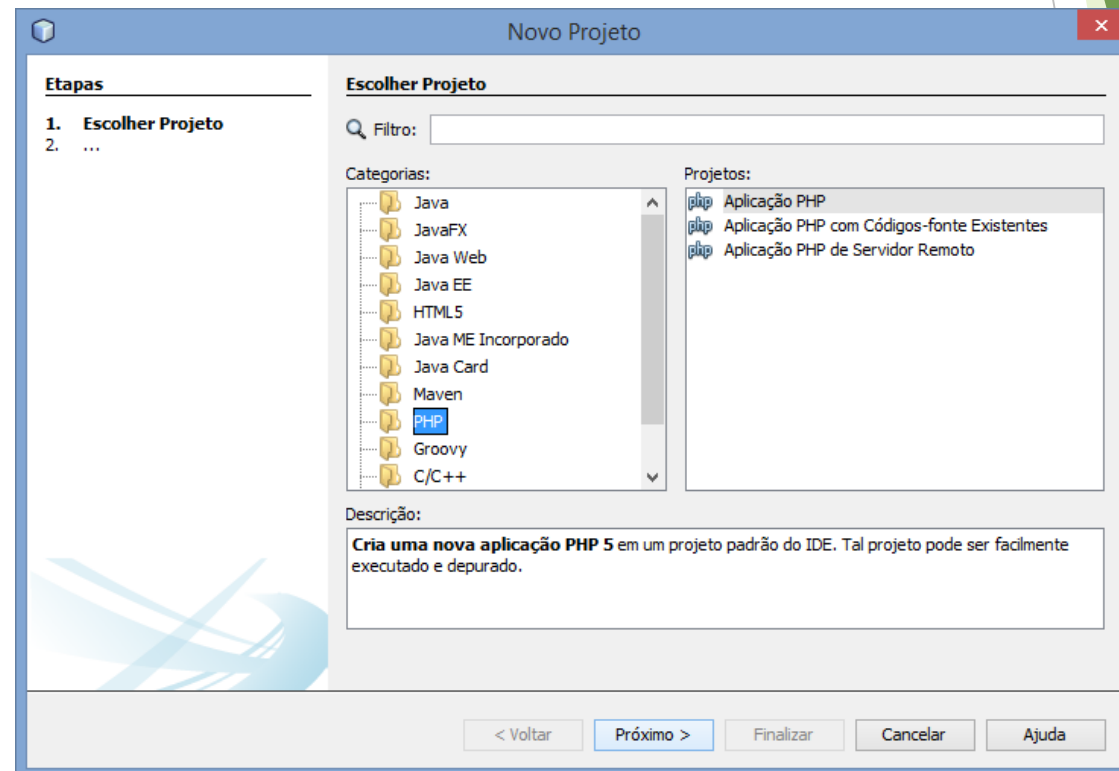 Novo Projeto
Etapas
1. Escolher Projeto
2. ...
Escolher Projeto
Filtro:
Categorias:
Java
JavaFX
Java Web
Java EE
HTML5
Java ME Incorporado
Java Card
Maven
PHP
Groovy
C/C++
Projetos:
php Aplicação PHP
php Aplicação PHP com Códigos-fonte Existentes
php Aplicação PHP de Servidor Remoto
Descrição:
Cria uma nova aplicação PHP 5 em um projeto padrão do IDE. Tal projeto pode ser facilmente
executado e depurado.
< Voltar
Próximo >
Finalizar
Cancelar
Ajuda